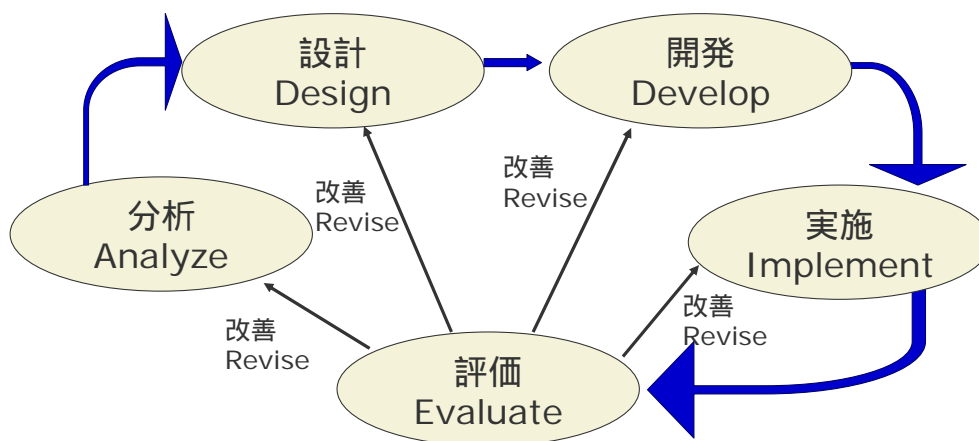 設計
Design
開発
Develop
改善
Revise
改善
Revise
分析
Analyze
実施
Implement
改善
Revise
改善
Revise
評価
Evaluate